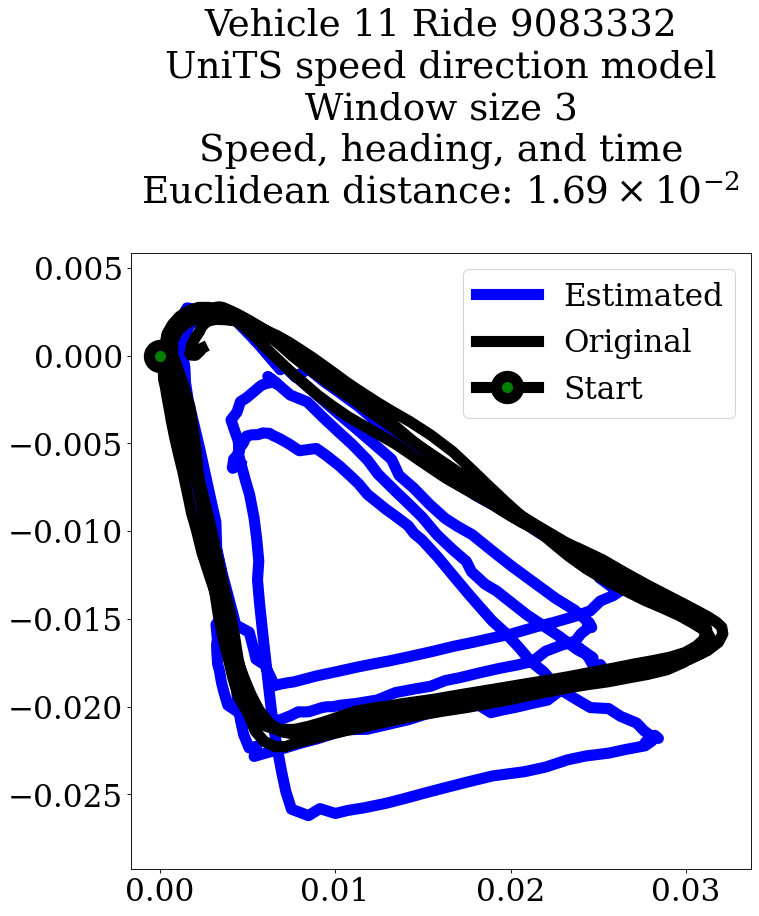 Vehicle 11 Ride 9083332
UniTS speed direction model
Window size 3
Speed, heading, and time
Euclidean distance: 1.69 × 10⁻²
0.005
0.000
−0.005
−0.010
−0.015
−0.020
−0.025
Estimated
Original
Start
0.00 0.01 0.02 0.03